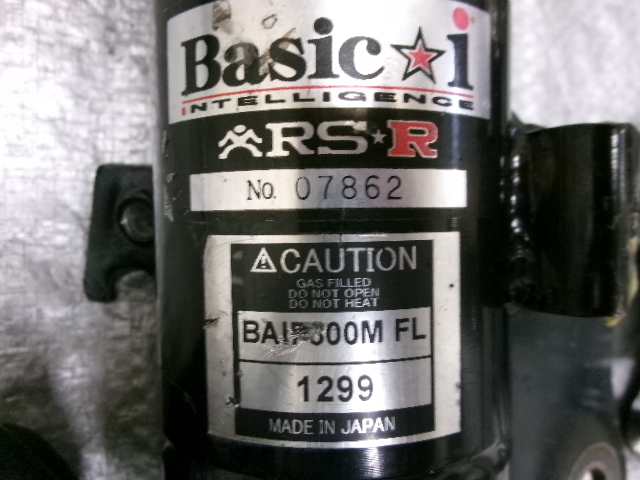 Basic★i
iNTELLIGENCE
RS★R
No. 07862
CAUTION
GAS FILLED
DO NOT OPEN
DO NOT HEAT
FL
1299
MADE IN JAPAN